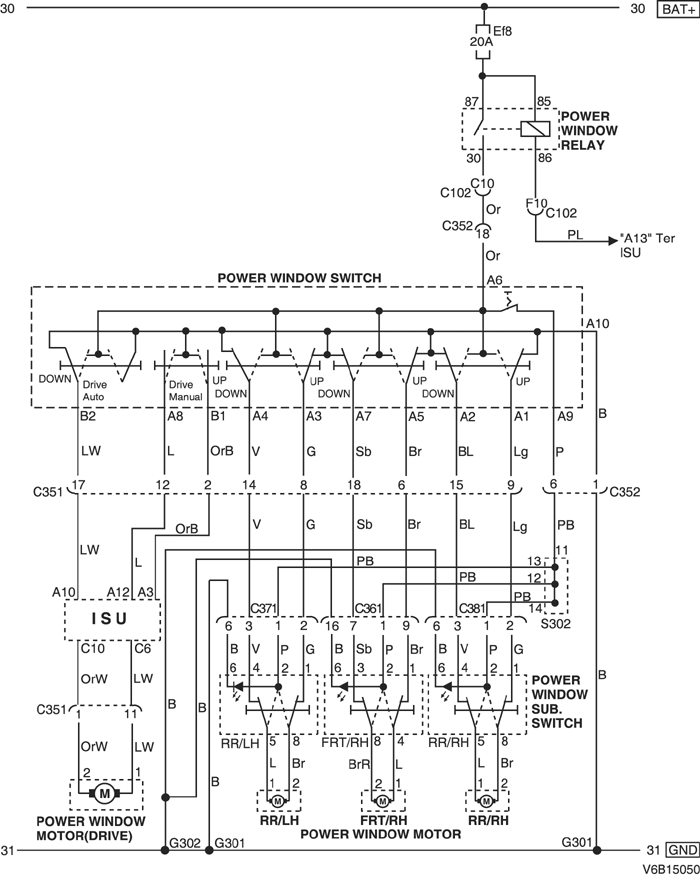 30 30 BAT+
Ef8
20A
87 85
POWER
WINDOW
RELAY
30 86
C10
C102
F10
C102
Or
C352
18
PL "A13" Ter
ISU
Or
POWER WINDOW SWITCH A6
A10
DOWN Drive
Auto
Drive
Manual
UP
DOWN
UP
DOWN
UP
DOWN
UP
B2 A8 B1 A4 A3 A7 A5 A2 A1 A9 B
LW L OrB V G Sb Br BL Lg P
C351 17 12 2 14 8 18 6 15 9 6 1 C352
OrB V G Sb Br BL Lg PB
LW L
PB 13 11
PB 12
PB 14
S302
A10 A12 A3
ISU
C10 C6
C371 C361 C381
6 3 1 2 16 7 1 9 6 3 1 2
B V P G B Sb P Br B V P G
6 4 2 1 6 3 2 1 6 4 2 1
OrW LW
B B B
C351 1 11
POWER
WINDOW
SUB.
SWITCH
RR/LH 5 8 FRT/RH 8 4 RR/RH 5 8
OrW LW
L Br BrR L L Br
2 1
1 2 2 1 1 2
M M M M
B
RR/LH FRT/RH RR/RH
POWER WINDOW
MOTOR(DRIVE)
POWER WINDOW MOTOR
31 G302 G301 G301 31 GND
V6B15050